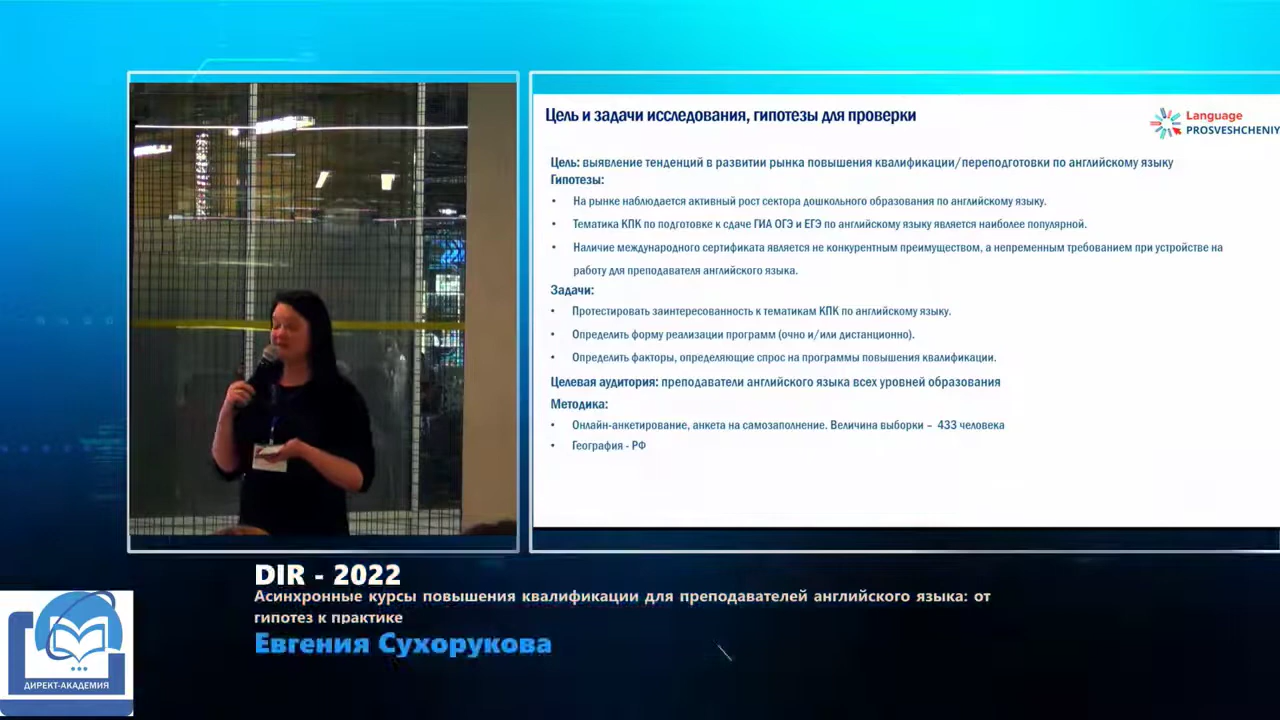 Цель и задачи исследования, гипотезы для проверки
Language
PROSVESHCHENIY
Цель: выявление тенденций в развитии рынка повышения квалификации/переподготовки по английскому языку
Гипотезы:
• На рынке наблюдается активный рост сектора дошкольного образования по английскому языку.
• Тематика КПК по подготовке к сдаче ГИА ОГЭ и ЕГЭ по английскому языку является наиболее популярной.
• Наличие международного сертификата является не конкурентным преимуществом, а непременным требованием при устройстве на
работу для преподавателя английского языка.
Задачи:
• Протестировать заинтересованность к тематикам КПК по английскому языку.
• Определить форму реализации программ (очно и/или дистанционно).
• Определить факторы, определяющие спрос на программы повышения квалификации.
Целевая аудитория: преподаватели английского языка всех уровней образования
Методика:
• Онлайн-анкетирование, анкета на самозаполнение. Величина выборки – 433 человека
• География - РФ
DIR - 2022
Асинхронные курсы повышения квалификации для преподавателей английского языка: от
гипотез к практике
Евгения Сухорукова
ДИРЕКТ-АКАДЕМИЯ